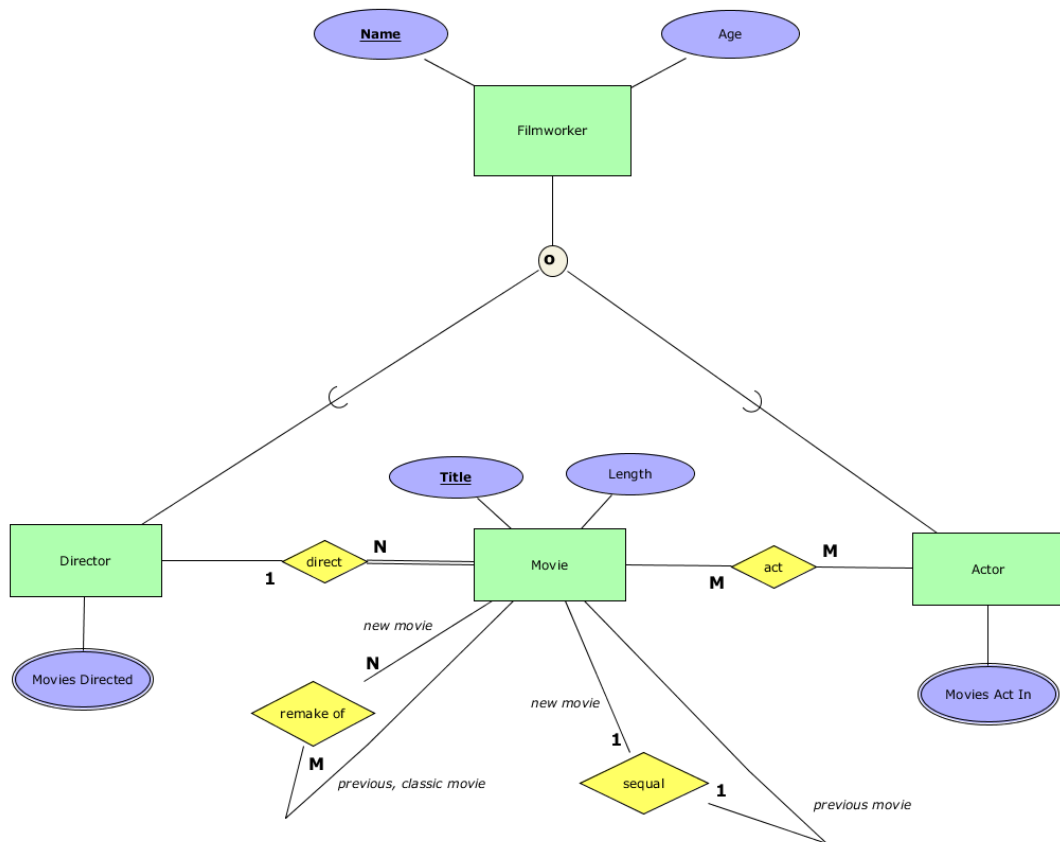 Name
Age
Filmworker
O
Title
Length
Director
1
direct
N
Movie
M
act
M
Actor
Movies Directed
new movie
N
remake of
M
previous, classic movie
new movie
1
sequal
1
previous movie
Movies Act In